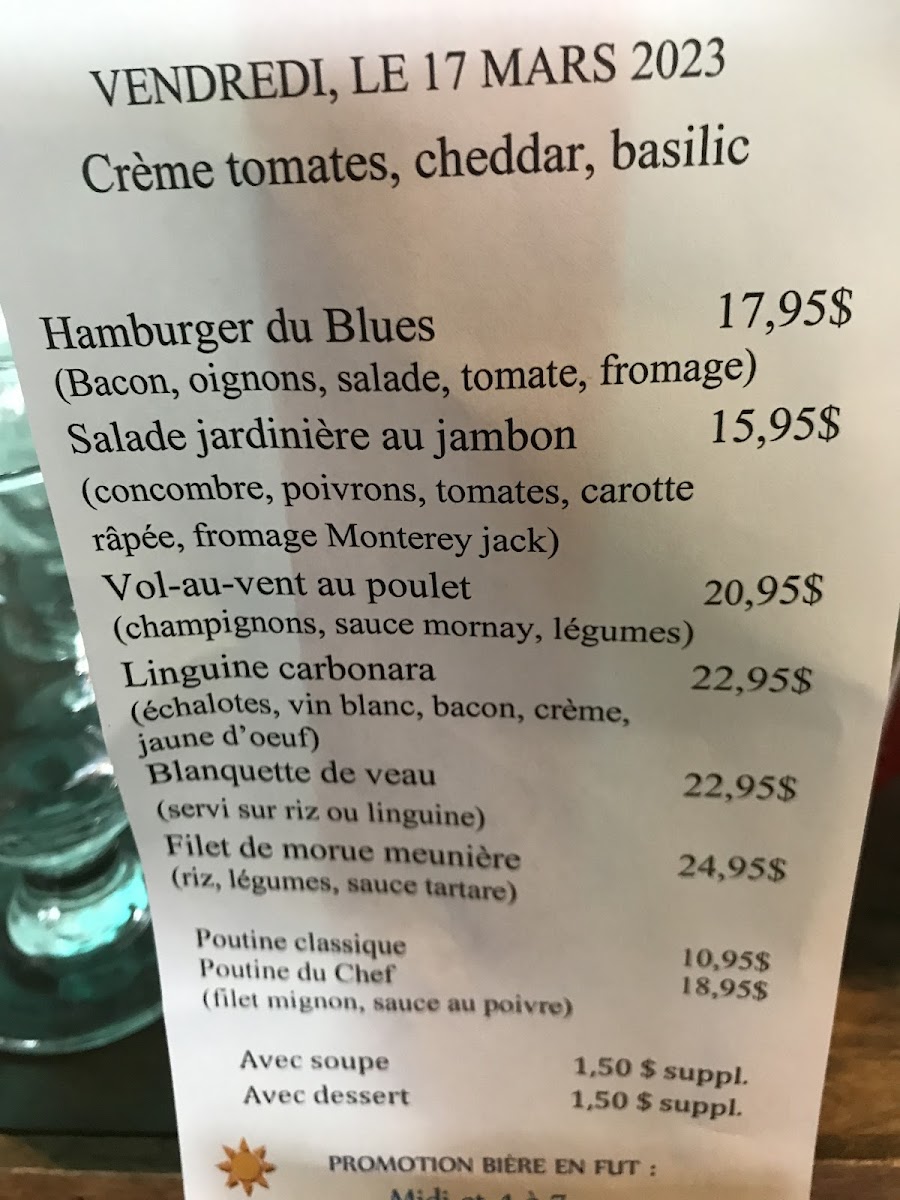 VENDREDI, LE 17 MARS 2023
Crème tomates, cheddar, basilic
Hamburger du Blues 17,95$
(Bacon, oignons, salade, tomate, fromage)
Salade jardinière au jambon 15,95$
(concombre, poivrons, tomates, carotte
râpée, fromage Monterey jack)
Vol-au-vent au poulet 20,95$
(champignons, sauce mornay, légumes)
Linguine carbonara 22,95$
(échalotes, vin blanc, bacon, crème,
jaune d'oeuf)
Blanquette de veau 22,95$
(servi sur riz ou linguine)
Filet de morue meunière 24,95$
(riz, légumes, sauce tartare)
Poutine classique 10,95$
Poutine du Chef 18,95$
(filet mignon, sauce au poivre)
Avec soupe 1,50 $ suppl.
Avec dessert 1,50 $ suppl.
PROMOTION BIÈRE EN FUT :
Midi et